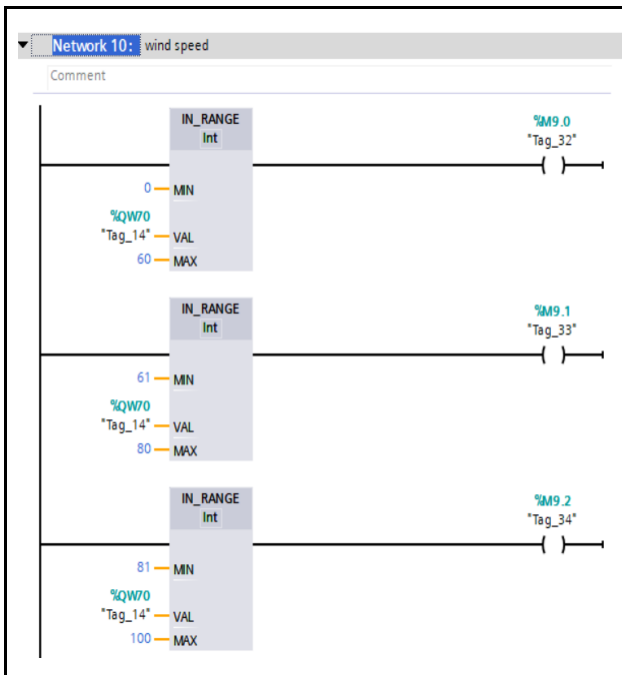 Network 10: wind speed
Comment
IN_RANGE
Int
%M9.0
"Tag_32"
0 MIN
%QW70
"Tag_14" VAL
60 MAX
IN_RANGE
Int
%M9.1
"Tag_33"
61 MIN
%QW70
"Tag_14" VAL
80 MAX
IN_RANGE
Int
%M9.2
"Tag_34"
81 MIN
%QW70
"Tag_14" VAL
100 MAX